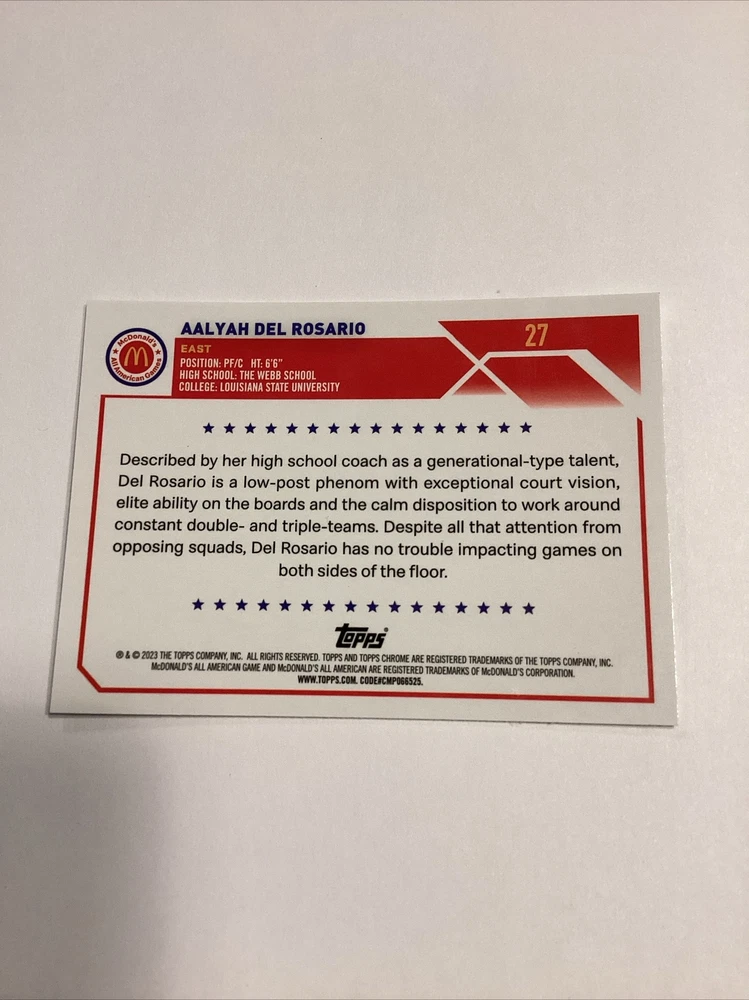 McDonald's
All American Games
AALYAH DEL ROSARIO
27
EAST
POSITION: PF/C HT: 6'6"
HIGH SCHOOL: THE WEBB SCHOOL
COLLEGE: LOUISIANA STATE UNIVERSITY
Described by her high school coach as a generational-type talent,
Del Rosario is a low-post phenom with exceptional court vision,
elite ability on the boards and the calm disposition to work around
constant double- and triple-teams. Despite all that attention from
opposing squads, Del Rosario has no trouble impacting games on
both sides of the floor.
topps®
® & © 2023 THE TOPPS COMPANY, INC. ALL RIGHTS RESERVED. TOPPS AND TOPPS CHROME ARE REGISTERED TRADEMARKS OF THE TOPPS COMPANY, INC.
McDONALD'S ALL AMERICAN GAME AND McDONALD'S ALL AMERICAN ARE REGISTERED TRADEMARKS OF McDONALD'S CORPORATION.
WWW.TOPPS.COM. CODE#CMP066525.